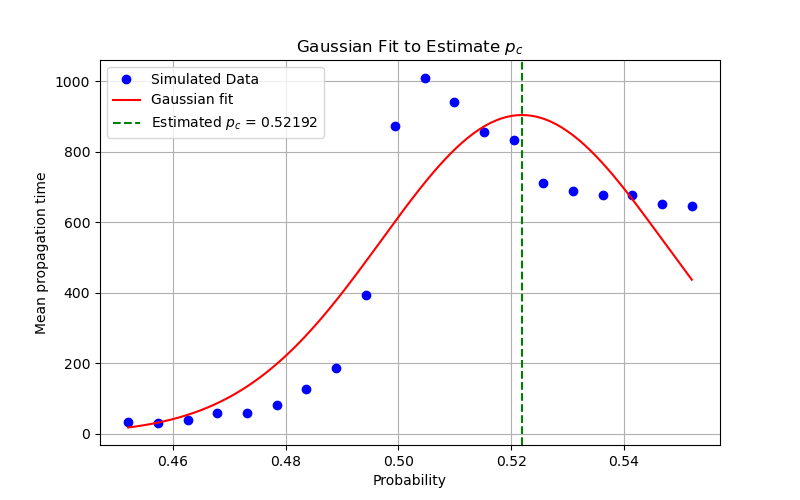 Gaussian Fit to Estimate $p_c$
Simulated Data
Gaussian fit
Estimated $p_c$ = 0.52192
1000
800
600
400
200
0
Mean propagation time
0.46 0.48 0.50 0.52 0.54
Probability